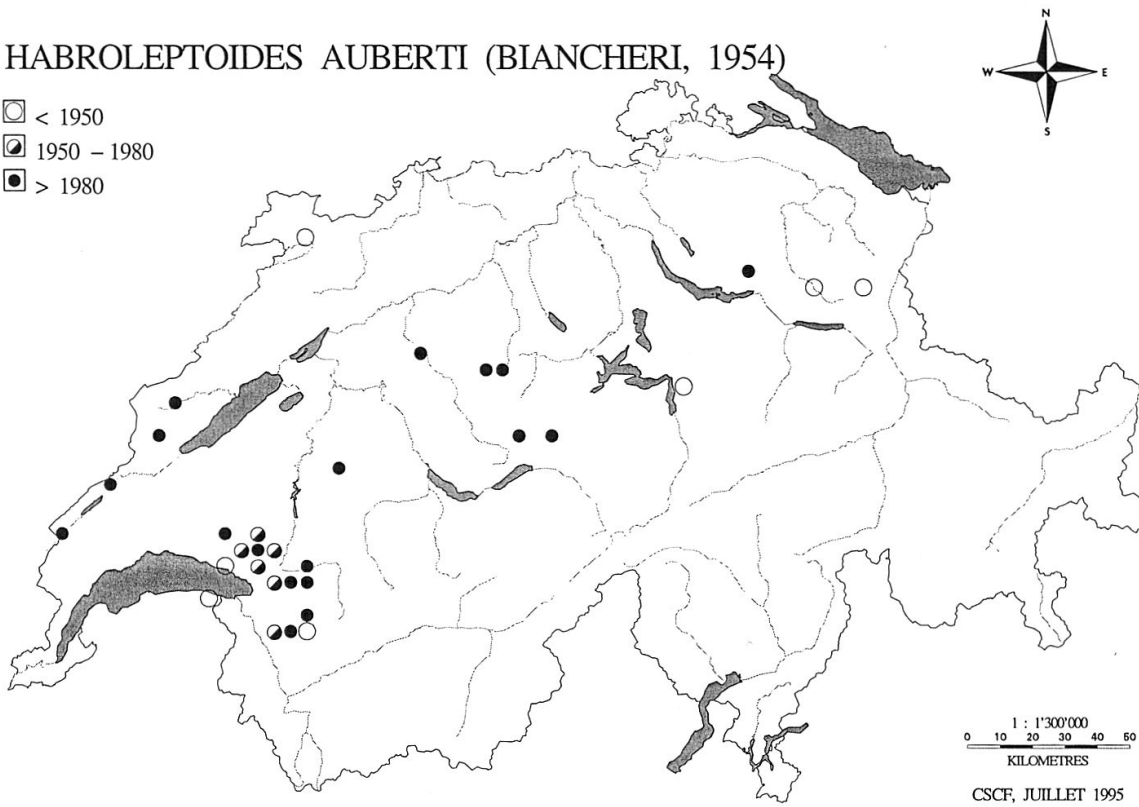 HABROLEPTOIDES AUBERTI (BIANCHERI, 1954)
< 1950
1950 – 1980
> 1980
N
W E
S
1 : 1'300'000
0 10 20 30 40 50
KILOMETRES
CSCF, JUILLET 1995